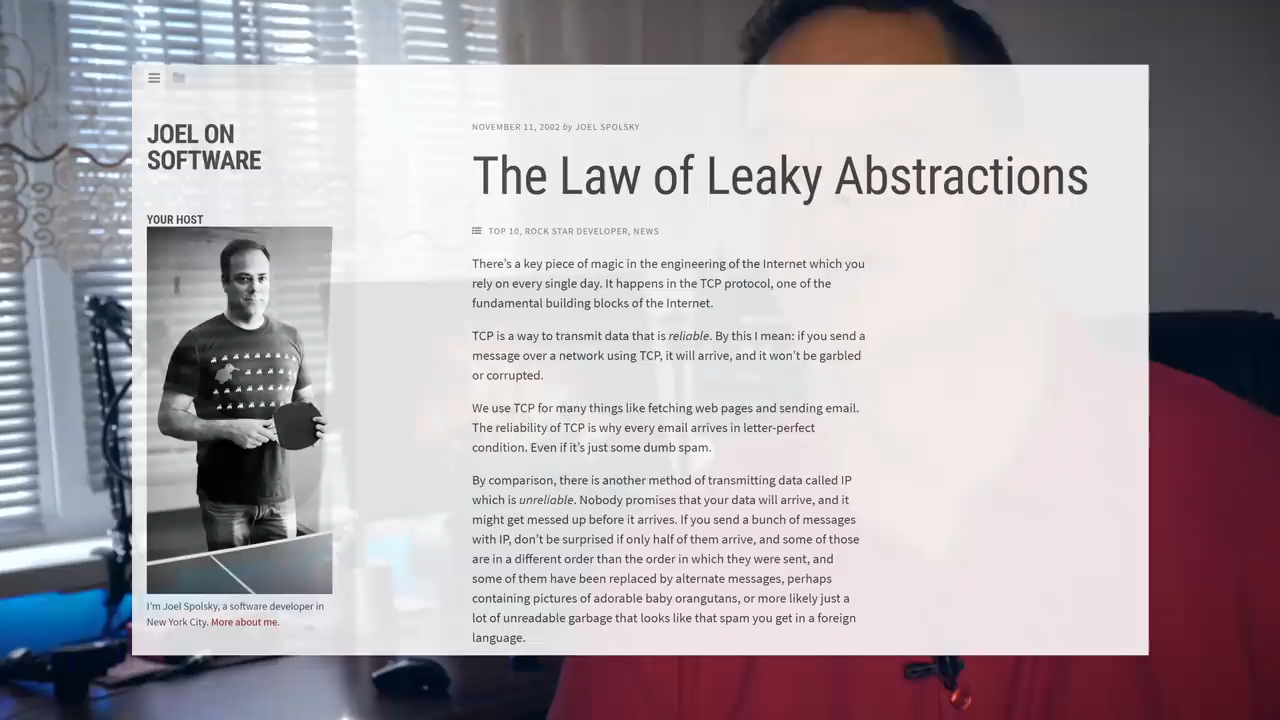 JOEL ON
SOFTWARE
YOUR HOST
I'm Joel Spolsky, a software developer in
New York City. More about me.
NOVEMBER 11, 2002 by JOEL SPOLSKY
The Law of Leaky Abstractions
TOP 10, ROCK STAR DEVELOPER, NEWS
There's a key piece of magic in the engineering of the Internet which you
rely on every single day. It happens in the TCP protocol, one of the
fundamental building blocks of the Internet.
TCP is a way to transmit data that is reliable. By this I mean: if you send a
message over a network using TCP, it will arrive, and it won't be garbled
or corrupted.
We use TCP for many things like fetching web pages and sending email.
The reliability of TCP is why every email arrives in letter-perfect
condition. Even if it's just some dumb spam.
By comparison, there is another method of transmitting data called IP
which is unreliable. Nobody promises that your data will arrive, and it
might get messed up before it arrives. If you send a bunch of messages
with IP, don't be surprised if only half of them arrive, and some of those
are in a different order than the order in which they were sent, and
some of them have been replaced by alternate messages, perhaps
containing pictures of adorable baby orangutans, or more likely just a
lot of unreadable garbage that looks like that spam you get in a foreign
language.